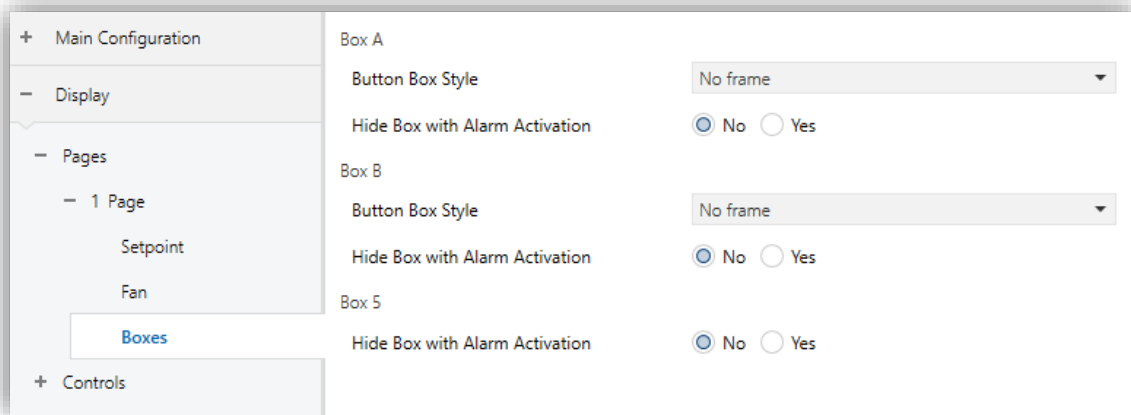 Main Configuration
Display
Pages
1 Page
Setpoint
Fan
Boxes
Controls
Box A
Button Box Style
No frame
Hide Box with Alarm Activation
No Yes
Box B
Button Box Style
No frame
Hide Box with Alarm Activation
No Yes
Box 5
Hide Box with Alarm Activation
No Yes